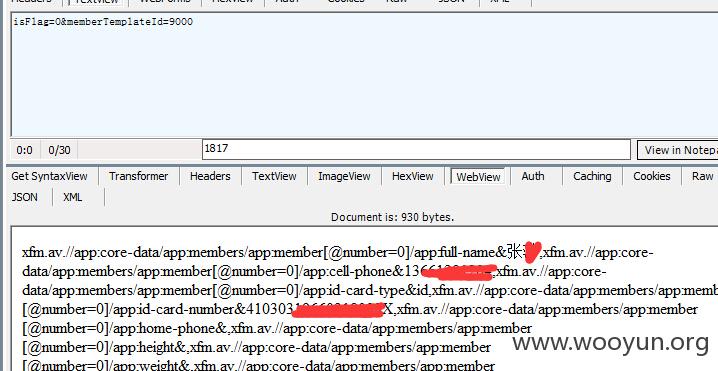 Headers TextView WebForms HexView Auth Cookies Raw JSON XML
isFlag=0&memberTemplateId=9000
0:0 0/30 1817 View in Notepa
Get SyntaxView Transformer Headers TextView ImageView HexView WebView Auth Caching Cookies Raw
JSON XML
Document is: 930 bytes.
xfm.av.//app:core-data/app:members/app:member[@number=0]/app:full-name&张 ,xfm.av.//app:core-
data/app:members/app:member[@number=0]/app:cell-phone& ,xfm.av.//app:core-
data/app:members/app:member[@number=0]/app:id-card-type&id,xfm.av.//app:core-data/app:members/app:memb
[@number=0]/app:id-card-number& X,xfm.av.//app:core-data/app:members/app:member
[@number=0]/app:home-phone&,xfm.av.//app:core-data/app:members/app:member
[@number=0]/app:height&,xfm.av.//app:core-data/app:members/app:member
[@number=0]/app:weight&,xfm.av.//app:core-data/app:members/app:member
www.wooyun.org